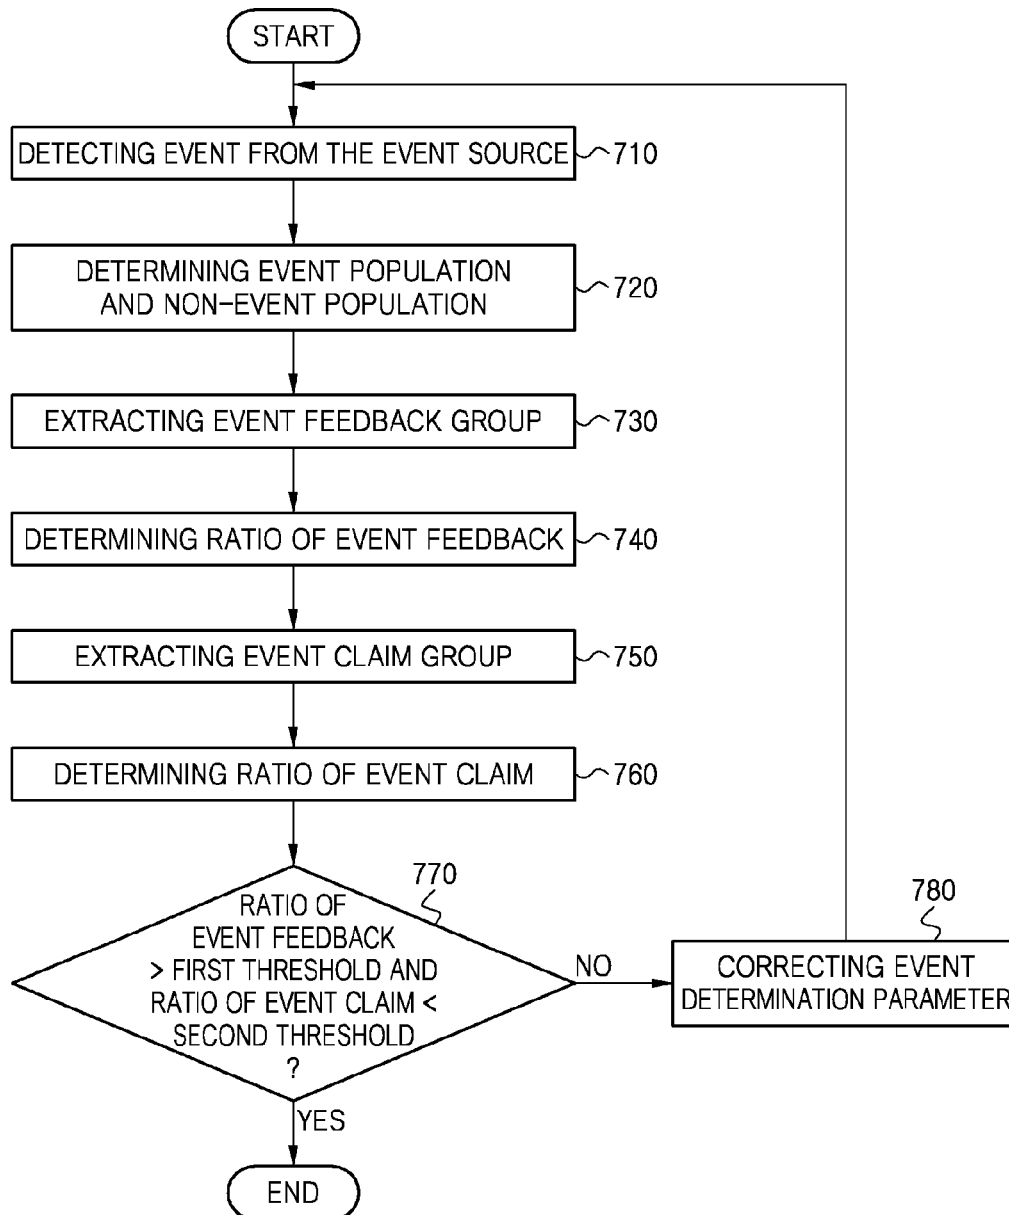 START
DETECTING EVENT FROM THE EVENT SOURCE
710
DETERMINING EVENT POPULATION
AND NON-EVENT POPULATION
720
EXTRACTING EVENT FEEDBACK GROUP
730
DETERMINING RATIO OF EVENT FEEDBACK
740
EXTRACTING EVENT CLAIM GROUP
750
DETERMINING RATIO OF EVENT CLAIM
760
770
RATIO OF
EVENT FEEDBACK
> FIRST THRESHOLD AND
RATIO OF EVENT CLAIM <
SECOND THRESHOLD
?
NO
780
CORRECTING EVENT
DETERMINATION PARAMETER
YES
END